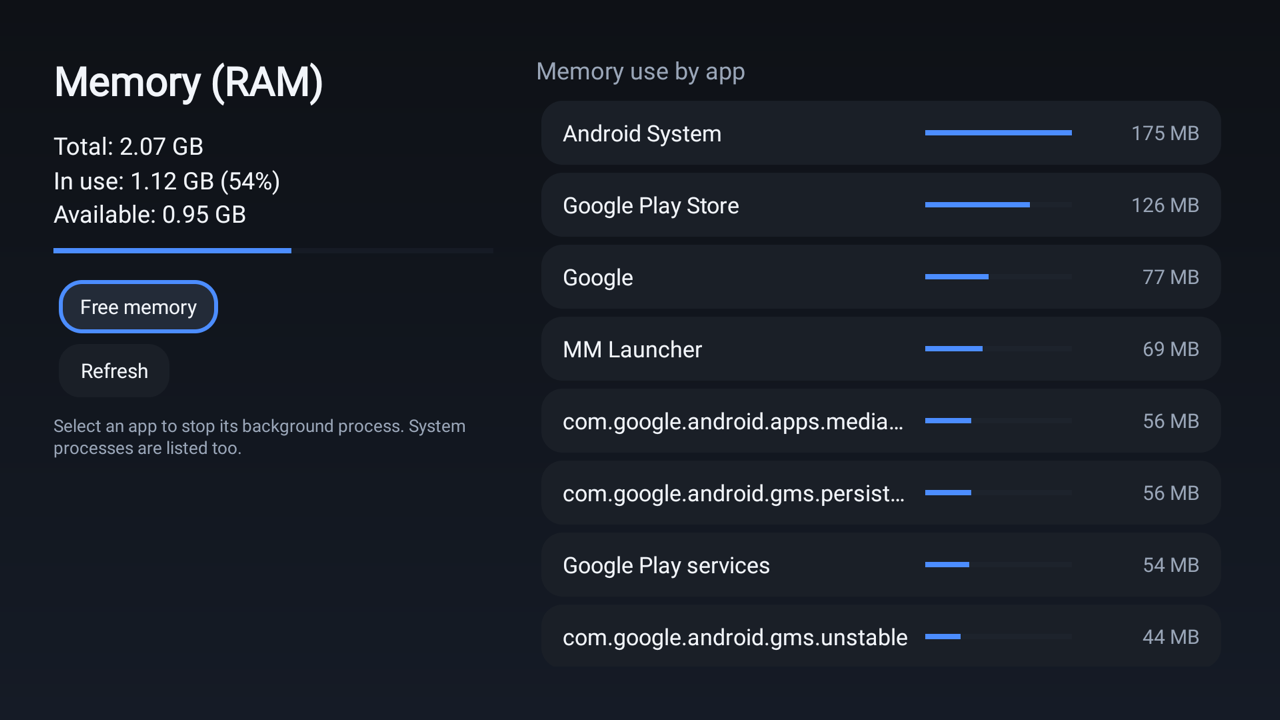 Memory (RAM)
Total: 2.07 GB
In use: 1.12 GB (54%)
Available: 0.95 GB
Free memory
Refresh
Select an app to stop its background process. System
processes are listed too.
Memory use by app
Android System 175 MB
Google Play Store 126 MB
Google 77 MB
MM Launcher 69 MB
com.google.android.apps.media... 56 MB
com.google.android.gms.persist... 56 MB
Google Play services 54 MB
com.google.android.gms.unstable 44 MB